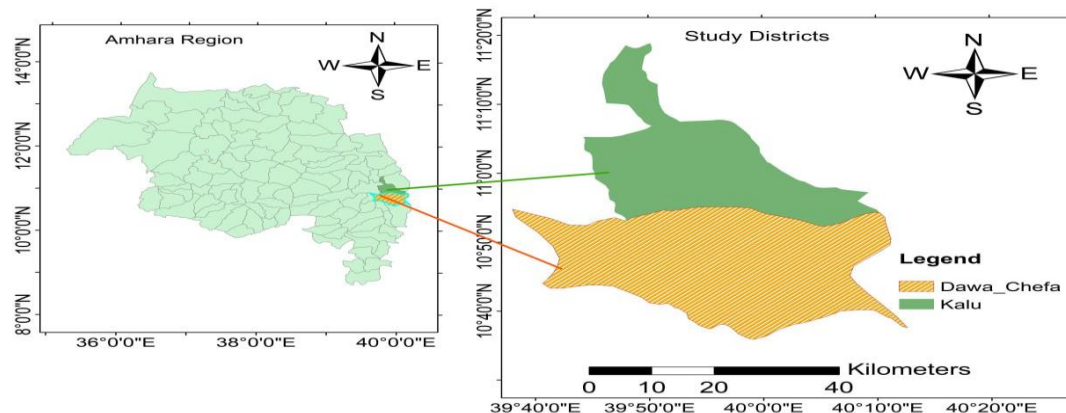 Amhara Region
N
W E
S
14°0'0"N
12°0'0"N
10°0'0"N
8°0'0"N
36°0'0"E 38°0'0"E 40°0'0"E
Study Districts
N
W E
S
11°20'0"N
11°10'0"N
11°0'0"N
10°50'0"N
10°40'0"N
Legend
Dawa_Chefa
Kalu
Kilometers
0 10 20 40
39°40'0"E 39°50'0"E 40°0'0"E 40°10'0"E 40°20'0"E